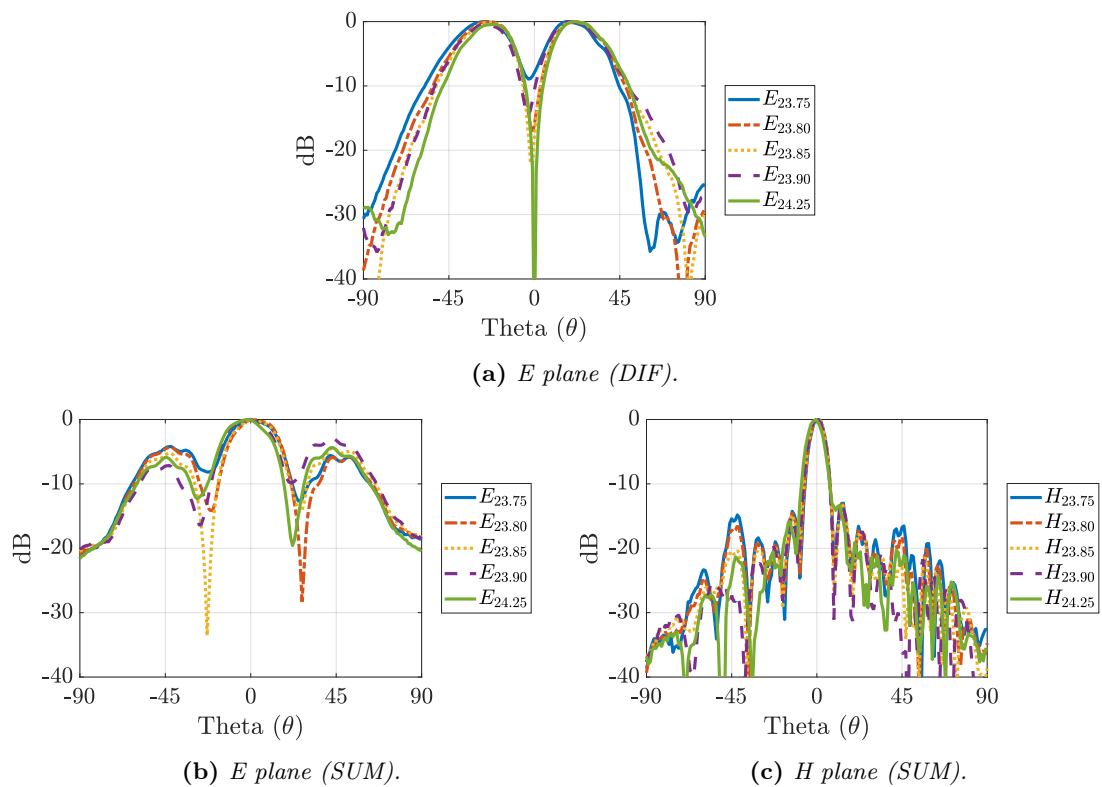 0
-10
-20
-30
-40
dB
-90
-45
0
45
90
Theta (θ)
E23.75
E23.80
E23.85
E23.90
E24.25
(a) E plane (DIF).
0
-10
-20
-30
-40
dB
-90
-45
0
45
90
Theta (θ)
E23.75
E23.80
E23.85
E23.90
E24.25
(b) E plane (SUM).
0
-10
-20
-30
-40
dB
-90
-45
0
45
90
Theta (θ)
H23.75
H23.80
H23.85
H23.90
H24.25
(c) H plane (SUM).